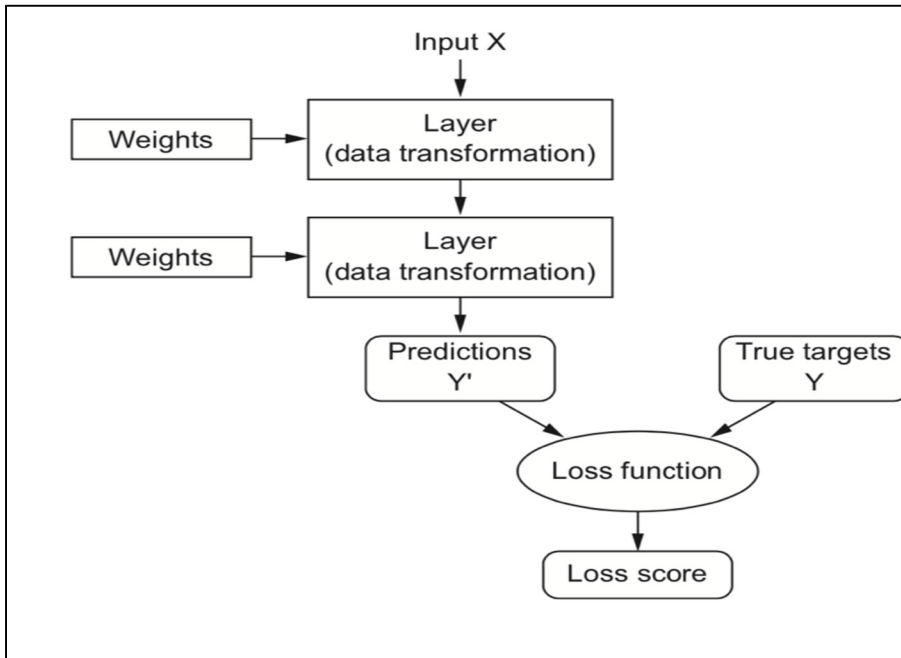 Input X
Weights
Layer
(data transformation)
Weights
Layer
(data transformation)
Predictions
Y'
True targets
Y
Loss function
Loss score